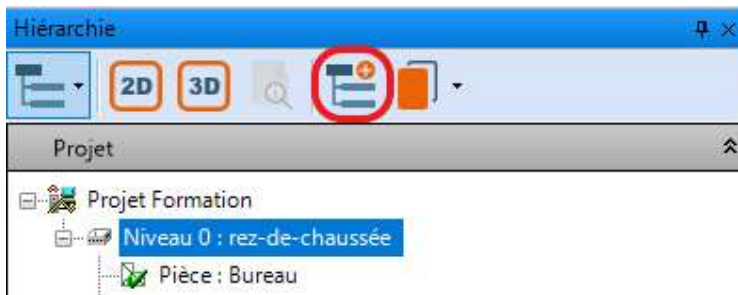 Hiérarchie
2D 3D
Projet
Projet Formation
Niveau 0 : rez-de-chaussée
Pièce : Bureau